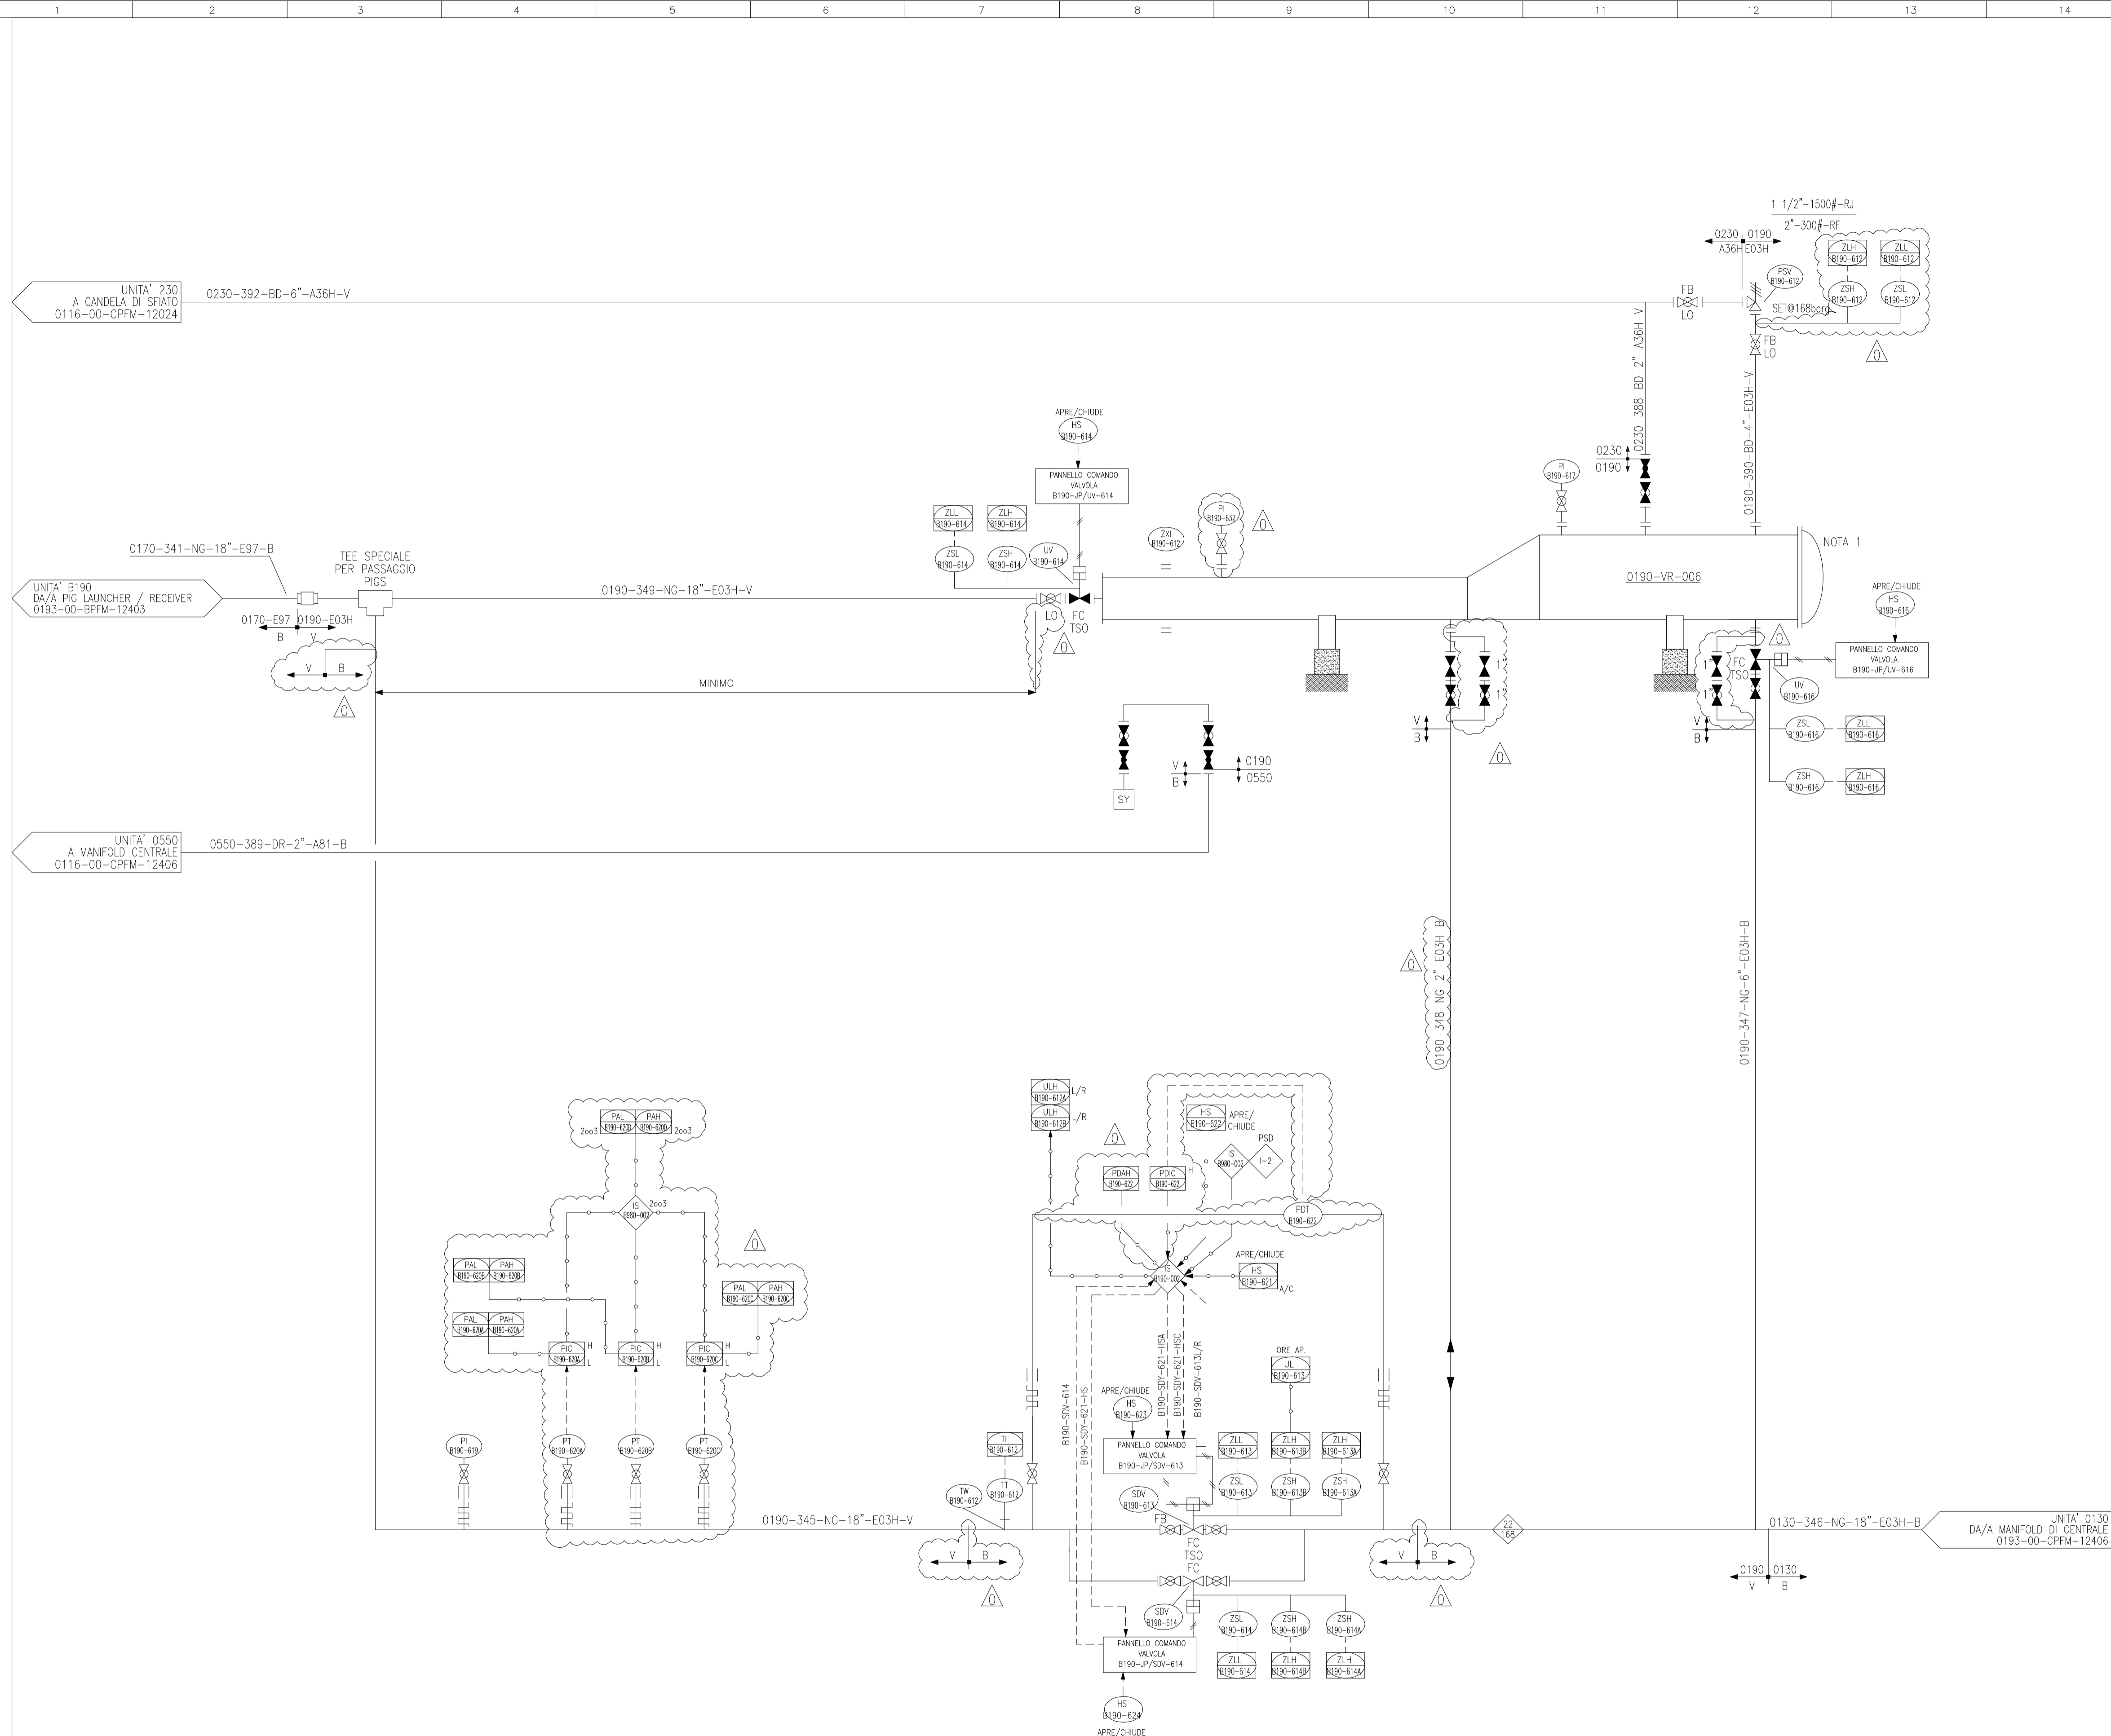 1 2 3 4 5 6 7 8 9 10 11 12 13 14
1 1/2"-1500#-RJ
2"-300#-RF
0230 0190
A36H E03H
ZLH
B190-612
ZLL
B190-612
PSV
B190-612
ZSH
B190-612
ZSL
B190-612
SET@168barg
UNITA' 230
A CANDELA DI SFIATO
0116-00-CPFM-12024
0230-392-BD-6"-A36H-V
FB
LO
FB
LO
0
0230-388-BD-2"-A36H-V
0190-390-BD-4"-E03H-V
APRE/CHIUDE
HS
B190-614
PANNELLO COMANDO
VALVOLA
B190-JP/UV-614
0230
0190
PI
B190-617
ZLL
B190-614
ZLH
B190-614
ZSL
B190-614
ZSH
B190-614
UV
B190-614
ZXI
B190-612
PI
B190-632
0
NOTA 1
0170-341-NG-18"-E97-B
TEE SPECIALE
PER PASSAGGIO
PIGS
UNITA' B190
DA/A PIG LAUNCHER / RECEIVER
0193-00-BPFM-12403
0190-349-NG-18"-E03H-V
0190-VR-006
APRE/CHIUDE
HS
B190-616
0170-E97 0190-E03H
B V
LO
FC
TSO
0
V B
0
MINIMO
1"
1"
1"
1"
FC
TSO
0
PANNELLO COMANDO
VALVOLA
B190-JP/UV-616
UV
B190-616
ZSL
B190-616
ZLL
B190-616
ZSH
B190-616
ZLH
B190-616
V
B
V
B
0
V
B
0190
0550
SY
UNITA' 0550
A MANIFOLD CENTRALE
0116-00-CPFM-12406
0550-389-DR-2"-A81-B
0
0190-348-NG-2"-E03H-B
0190-347-NG-6"-E03H-B
ULH
B190-612A
L/R
ULH
B190-612B
L/R
2oo3
PAL
B190-620D
PAH
B190-620D
2oo3
HS
B190-622
APRE/
CHIUDE
0
PSD
IS
B980-002
I-2
PDAH
B190-622
PDIC
B190-622
H
IS
B980-002
2oo3
PDT
B190-622
0
PAL
B190-620B
PAH
B190-620B
PAL
B190-620C
PAH
B190-620C
PAL
B190-620A
PAH
B190-620A
PIC
B190-620A
H
L
PIC
B190-620B
H
L
PIC
B190-620C
H
L
IS
B190-002
APRE/CHIUDE
HS
B190-621
A/C
B190-SDV-614
B190-SDY-621-HS
B190-SDY-621-HSA
B190-SDY-621-HSC
B190-SDV-613L/R
ORE AP.
UL
B190-613
APRE/CHIUDE
HS
B190-623
PI
B190-619
PT
B190-620A
PT
B190-620B
PT
B190-620C
TI
B190-612
PANNELLO COMANDO
VALVOLA
B190-JP/SDV-613
ZLL
B190-613
ZLH
B190-613B
ZLH
B190-613A
TW
B190-612
TT
B190-612
SDV
B190-613
ZSL
B190-613
ZSH
B190-613B
ZSH
B190-613A
0190-345-NG-18"-E03H-V
FB
FC
TSO
FC
22
168
0130-346-NG-18"-E03H-B
UNITA' 0130
DA/A MANIFOLD DI CENTRALE
0193-00-CPFM-12406
V B
0
V B
0
0190 0130
V B
SDV
B190-614
ZSL
B190-614
ZSH
B190-614B
ZSH
B190-614A
PANNELLO COMANDO
VALVOLA
B190-JP/SDV-614
ZLL
B190-614
ZLH
B190-614B
ZLH
B190-614A
HS
B190-624
APRE/CHIUDE